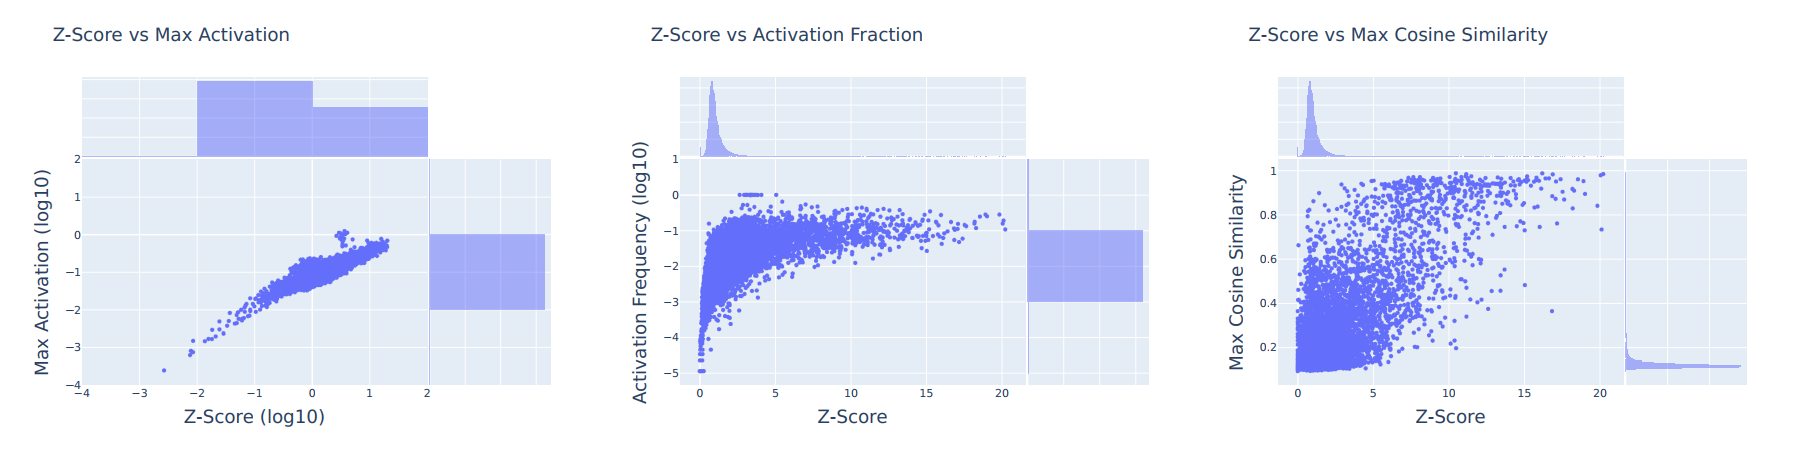 Z-Score vs Max Activation
Z-Score vs Activation Fraction
Z-Score vs Max Cosine Similarity
Max Activation (log10)
2
1
0
−1
−2
−3
−4
−4 −3 −2 −1 0 1 2
Z-Score (log10)
Activation Frequency (log10)
1
0
−1
−2
−3
−4
−5
0 5 10 15 20
Z-Score
Max Cosine Similarity
1
0.8
0.6
0.4
0.2
0 5 10 15 20
Z-Score